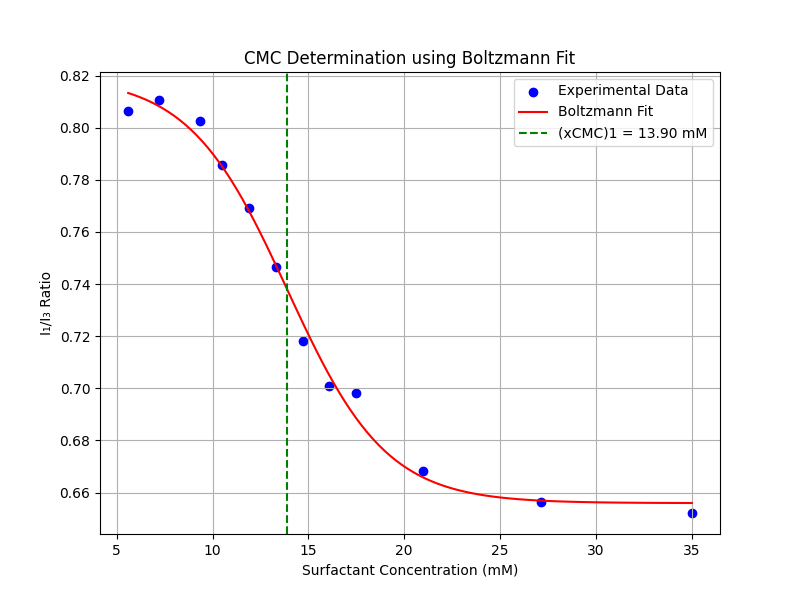 CMC Determination using Boltzmann Fit
0.82
0.80
0.78
0.76
0.74
0.72
0.70
0.68
0.66
I₁/I₃ Ratio
Experimental Data
Boltzmann Fit
(xCMC)1 = 13.90 mM
5 10 15 20 25 30 35
Surfactant Concentration (mM)